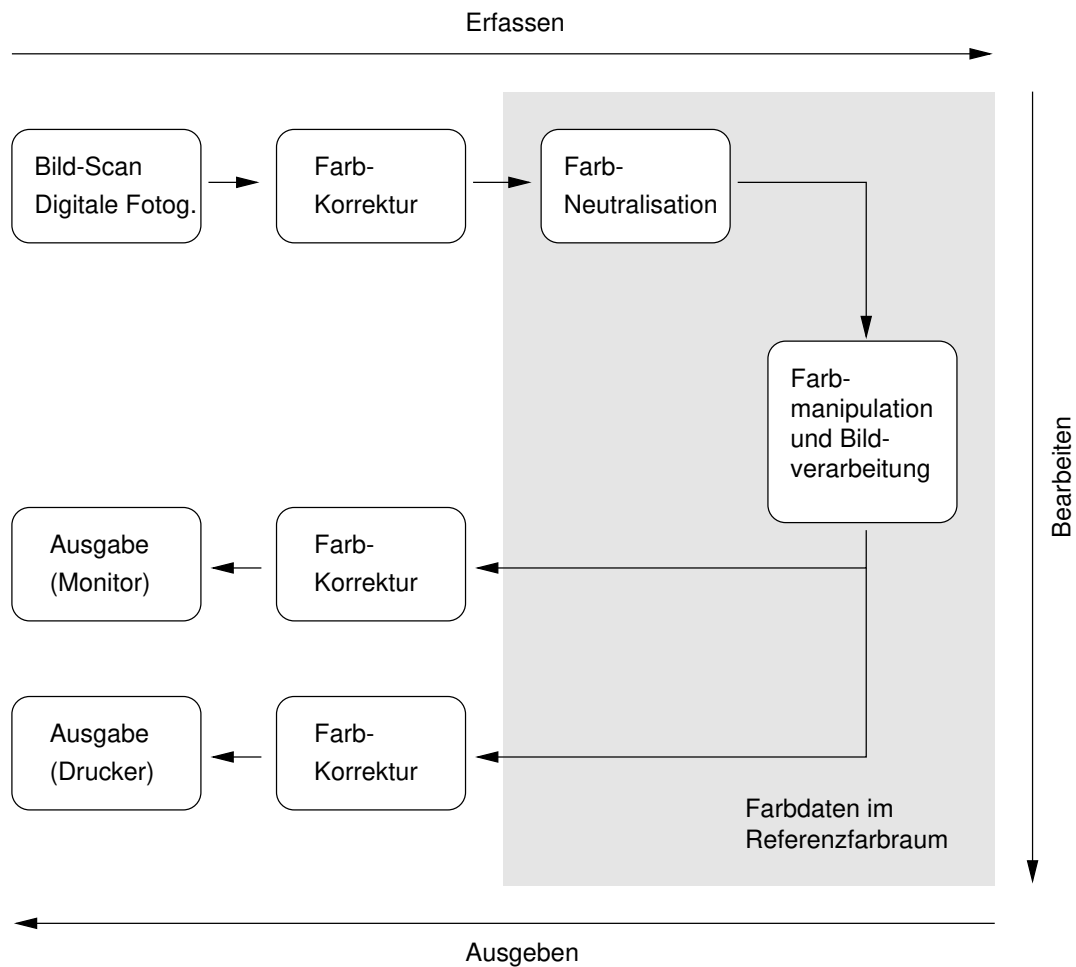 Erfassen
Bild-Scan
Digitale Fotog.
Farb-
Korrektur
Farb-
Neutralisation
Farb-
manipulation
und Bild-
verarbeitung
Bearbeiten
Ausgabe
(Monitor)
Farb-
Korrektur
Ausgabe
(Drucker)
Farb-
Korrektur
Farbdaten im
Referenzfarbraum
Ausgeben